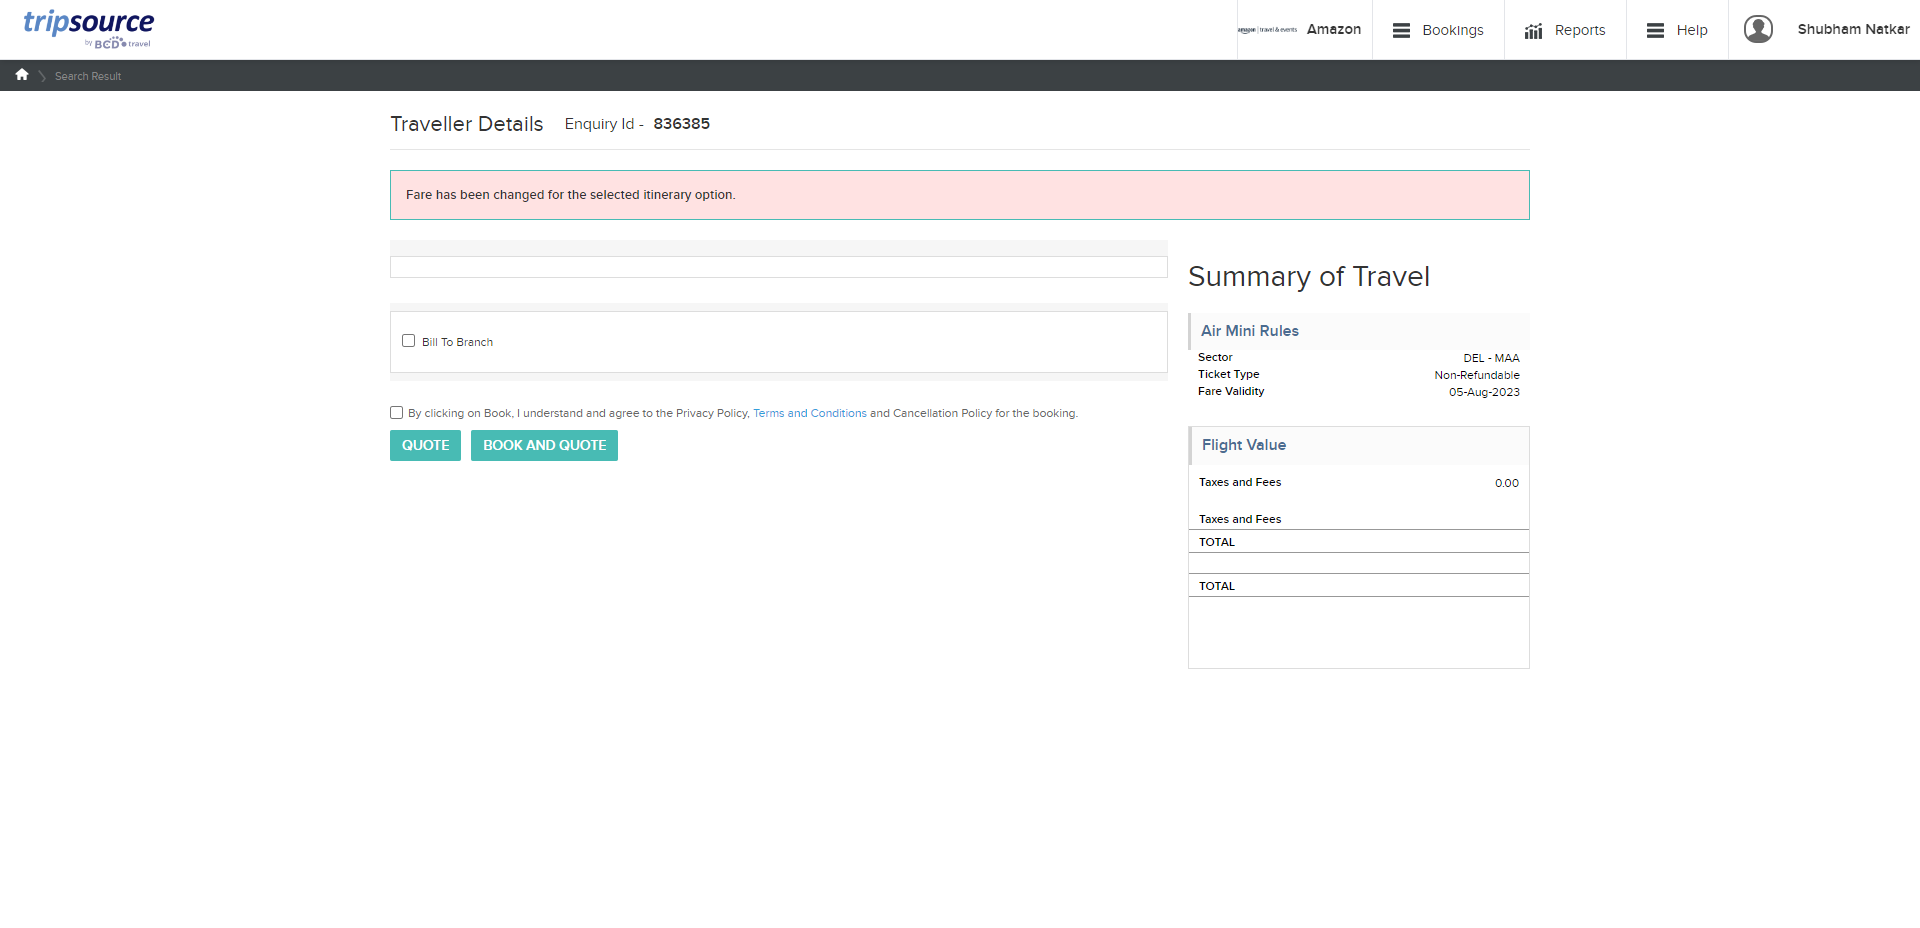 tripsource
by BCD travel
amazon | travel & events
Amazon
Bookings
Reports
Help
Shubham Natkar
Search Result
Traveller Details
Enquiry Id - 836385
Fare has been changed for the selected itinerary option.
Bill To Branch
By clicking on Book, I understand and agree to the Privacy Policy, Terms and Conditions and Cancellation Policy for the booking.
QUOTE
BOOK AND QUOTE
Summary of Travel
Air Mini Rules
Sector DEL - MAA
Ticket Type Non-Refundable
Fare Validity 05-Aug-2023
Flight Value
Taxes and Fees 0.00
Taxes and Fees
TOTAL
TOTAL